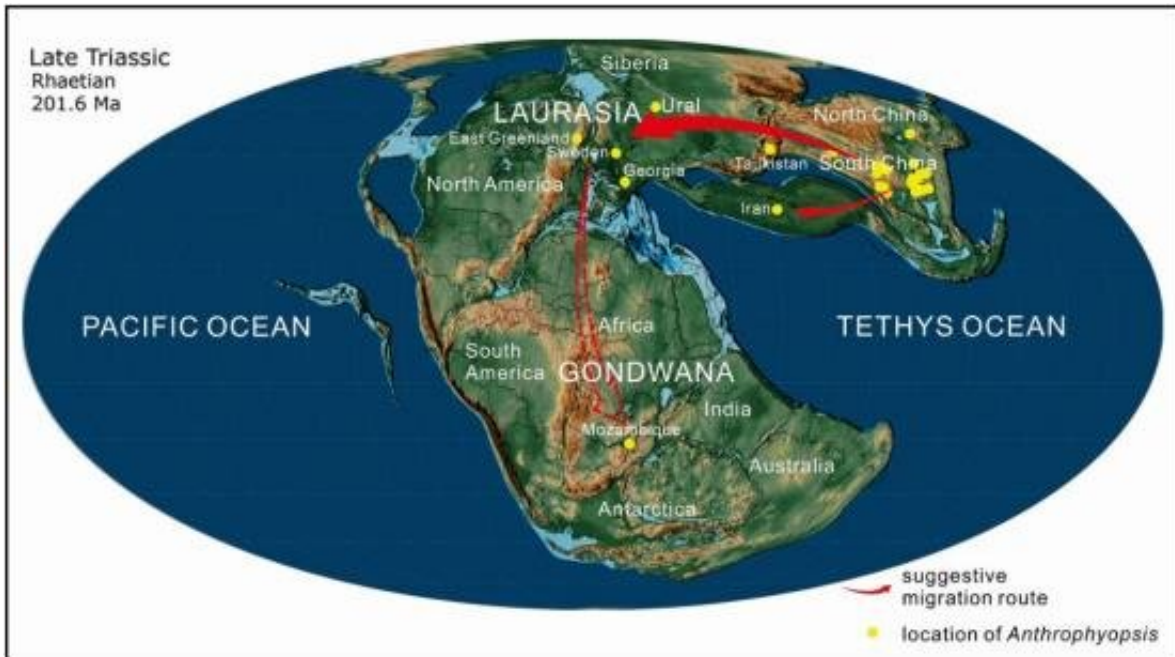 Late Triassic
Rhaetian
201.6 Ma
Siberia
LAURASIA
Ural
North China
East Greenland
Sweden
Tajikistan
South China
North America
Georgia
Iran
PACIFIC OCEAN
Africa
TETHYS OCEAN
South
America
GONDWANA
India
Mozambique
Australia
Antarctica
suggestive
migration route
location of Anthrophyopsis